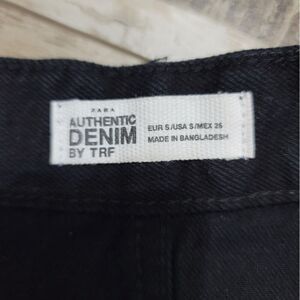 ZARA
AUTHENTIC
DENIM
BY TRF
EUR S/USA S/MEX 26
MADE IN BANGLADESH